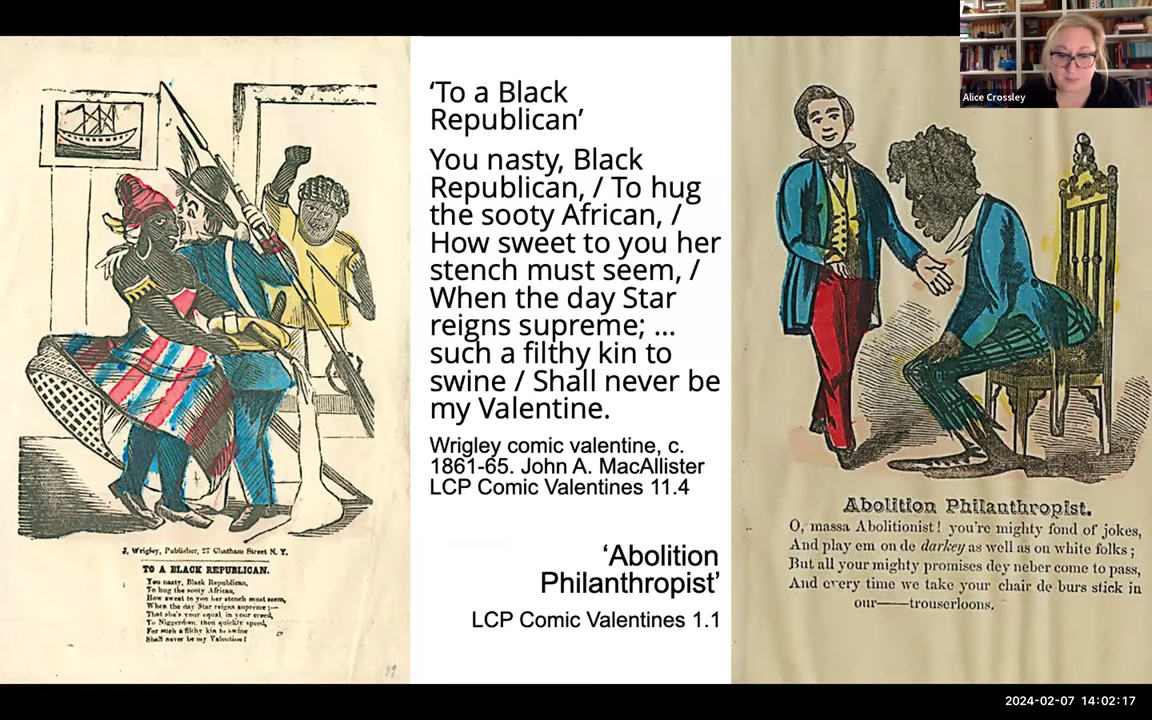 Alice Crossley
‘To a Black
Republican’
You nasty, Black
Republican, / To hug
the sooty African, /
How sweet to you her
stench must seem, /
When the day Star
reigns supreme; ...
such a filthy kin to
swine / Shall never be
my Valentine.
Wrigley comic valentine, c.
1861-65. John A. MacAllister
LCP Comic Valentines 11.4
‘Abolition
Philanthropist’
LCP Comic Valentines 1.1
J. Wrigley, Publisher, 27 Chatham Street N. Y.
TO A BLACK REPUBLICAN.
You nasty, Black Republican,
To hug the sooty African,
How sweet to you her stench must seem,
When the day Star reigns supreme;—
That she's your equal, in your creed,
To Niggerdom, then quickly speed,
For such a filthy kin to swine
Shall never be my Valentine!
Abolition Philanthropist.
O, massa Abolitionist! you're mighty fond of jokes,
And play em on de darkey as well as on white folks;
But all your mighty promises dey neber come to pass,
And every time we take your chair de burs stick in
our——trouserloons.
2024-02-07 14:02:17